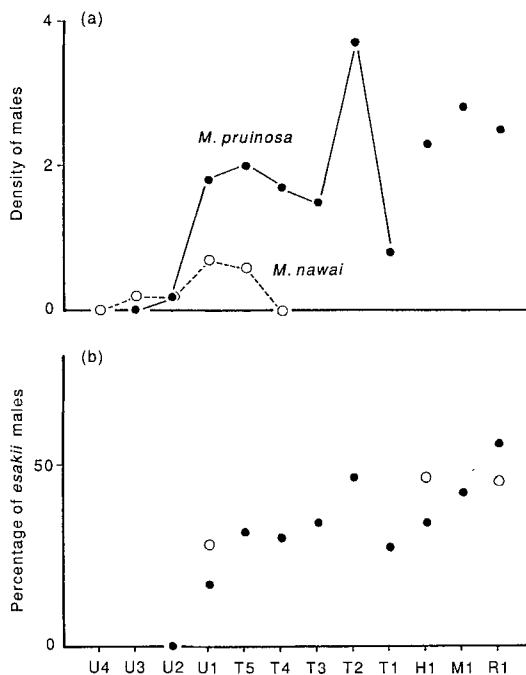 (a)
4
2
0
Density of males
M. pruinosa
M. nawai
(b)
50
0
Percentage of esakii males
U4 U3 U2 U1 T5 T4 T3 T2 T1 H1 M1 R1